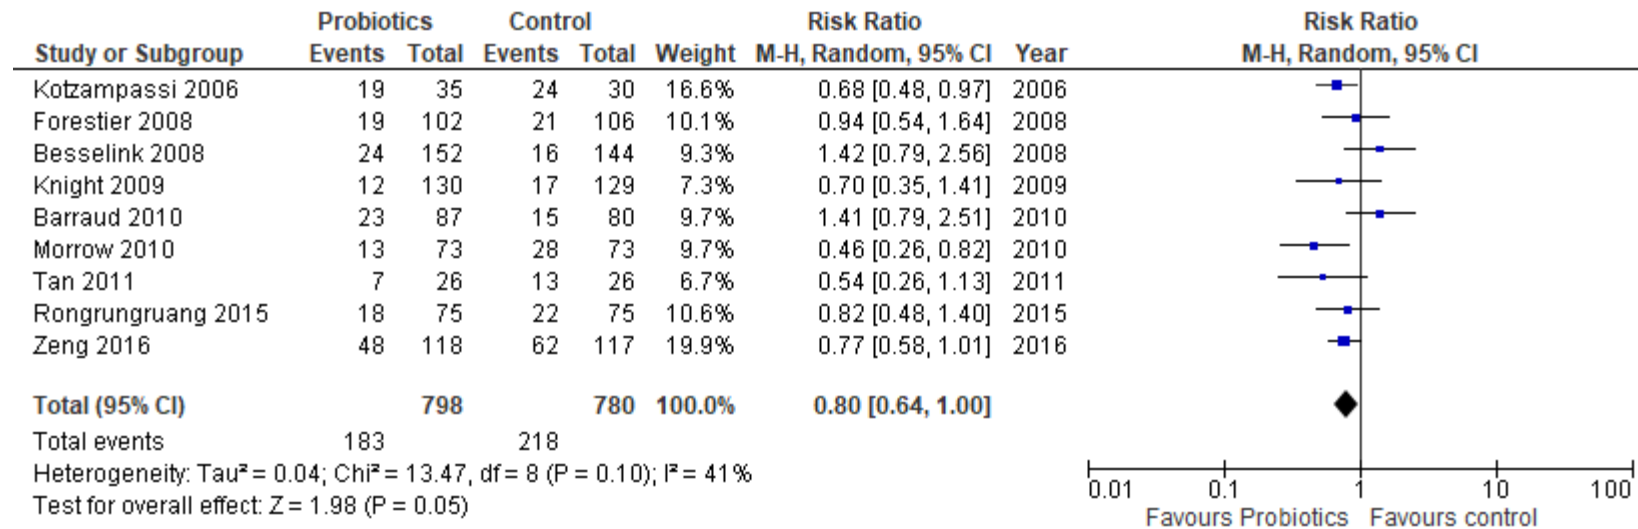 Probiotics Control Risk Ratio Risk Ratio
Study or Subgroup Events Total Events Total Weight M-H, Random, 95% CI Year M-H, Random, 95% CI
Kotzampassi 2006 19 35 24 30 16.6% 0.68 [0.48, 0.97] 2006
Forestier 2008 19 102 21 106 10.1% 0.94 [0.54, 1.64] 2008
Besselink 2008 24 152 16 144 9.3% 1.42 [0.79, 2.56] 2008
Knight 2009 12 130 17 129 7.3% 0.70 [0.35, 1.41] 2009
Barraud 2010 23 87 15 80 9.7% 1.41 [0.79, 2.51] 2010
Morrow 2010 13 73 28 73 9.7% 0.46 [0.26, 0.82] 2010
Tan 2011 7 26 13 26 6.7% 0.54 [0.26, 1.13] 2011
Rongrungruang 2015 18 75 22 75 10.6% 0.82 [0.48, 1.40] 2015
Zeng 2016 48 118 62 117 19.9% 0.77 [0.58, 1.01] 2016
Total (95% CI) 798 780 100.0% 0.80 [0.64, 1.00]
Total events 183 218
Heterogeneity: Tau² = 0.04; Chi² = 13.47, df = 8 (P = 0.10); I² = 41%
Test for overall effect: Z = 1.98 (P = 0.05)
0.01 0.1 1 10 100
Favours Probiotics Favours control